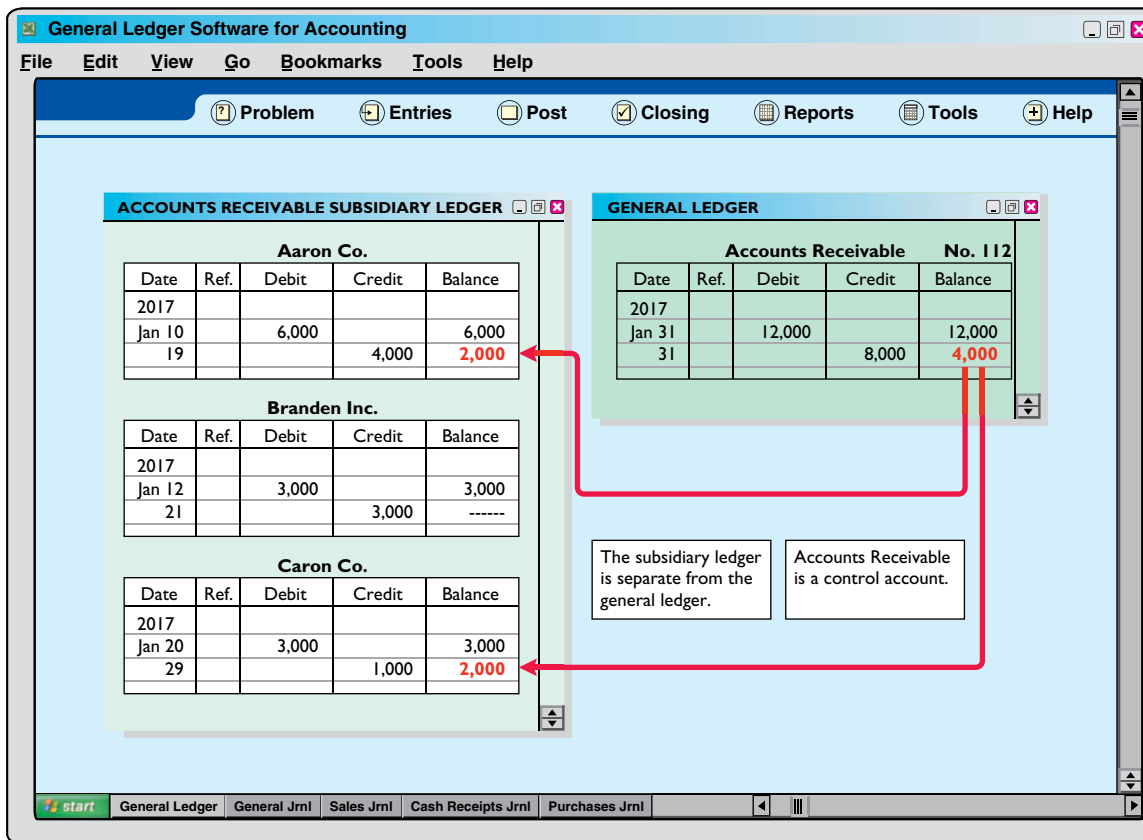 General Ledger Software for Accounting
File Edit View Go Bookmarks Tools Help
? Problem Entries Post Closing Reports Tools + Help
ACCOUNTS RECEIVABLE SUBSIDIARY LEDGER
Aaron Co.
Date Ref. Debit Credit Balance
2017
Jan 10 6,000 6,000
19 4,000 2,000
Branden Inc.
Date Ref. Debit Credit Balance
2017
Jan 12 3,000 3,000
21 3,000 ------
Caron Co.
Date Ref. Debit Credit Balance
2017
Jan 20 3,000 3,000
29 1,000 2,000
GENERAL LEDGER
Accounts Receivable No. 112
Date Ref. Debit Credit Balance
2017
Jan 31 12,000 12,000
31 8,000 4,000
The subsidiary ledger
is separate from the
general ledger.
Accounts Receivable
is a control account.
start General Ledger General Jrnl Sales Jrnl Cash Receipts Jrnl Purchases Jrnl